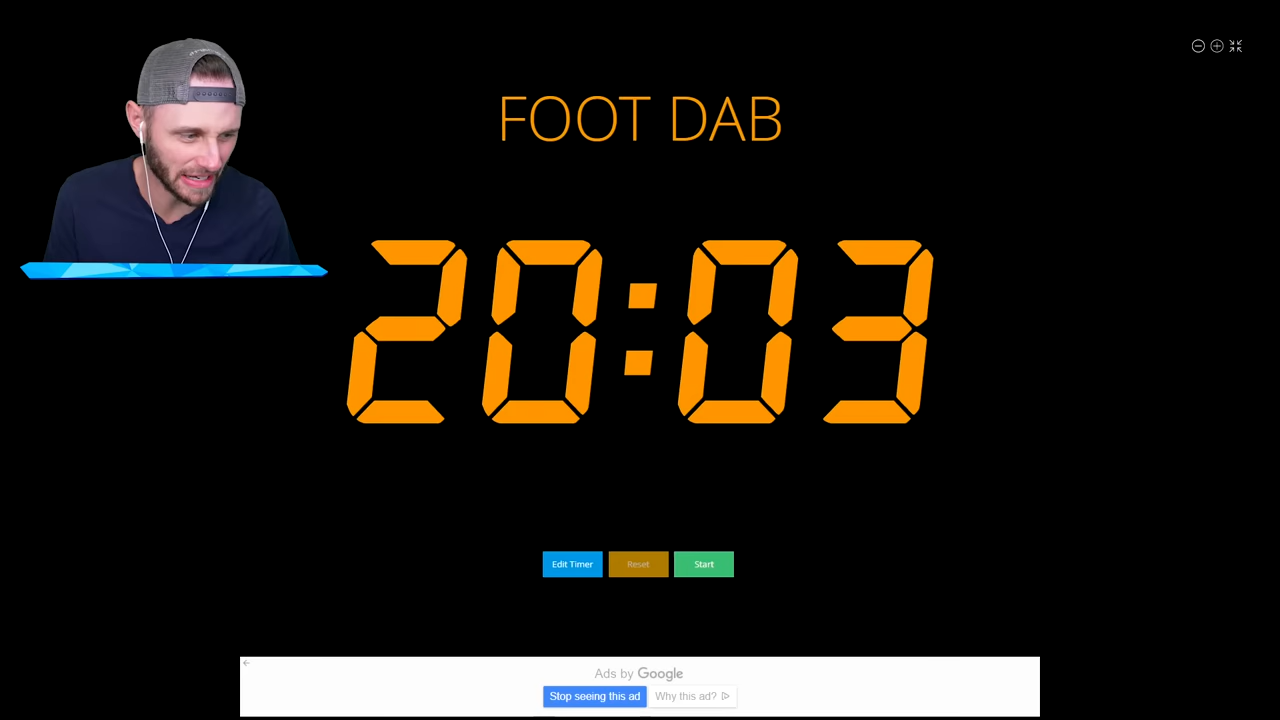 FOOT DAB
20:03
Edit Timer
Reset
Start
Ads by Google
Stop seeing this ad
Why this ad?